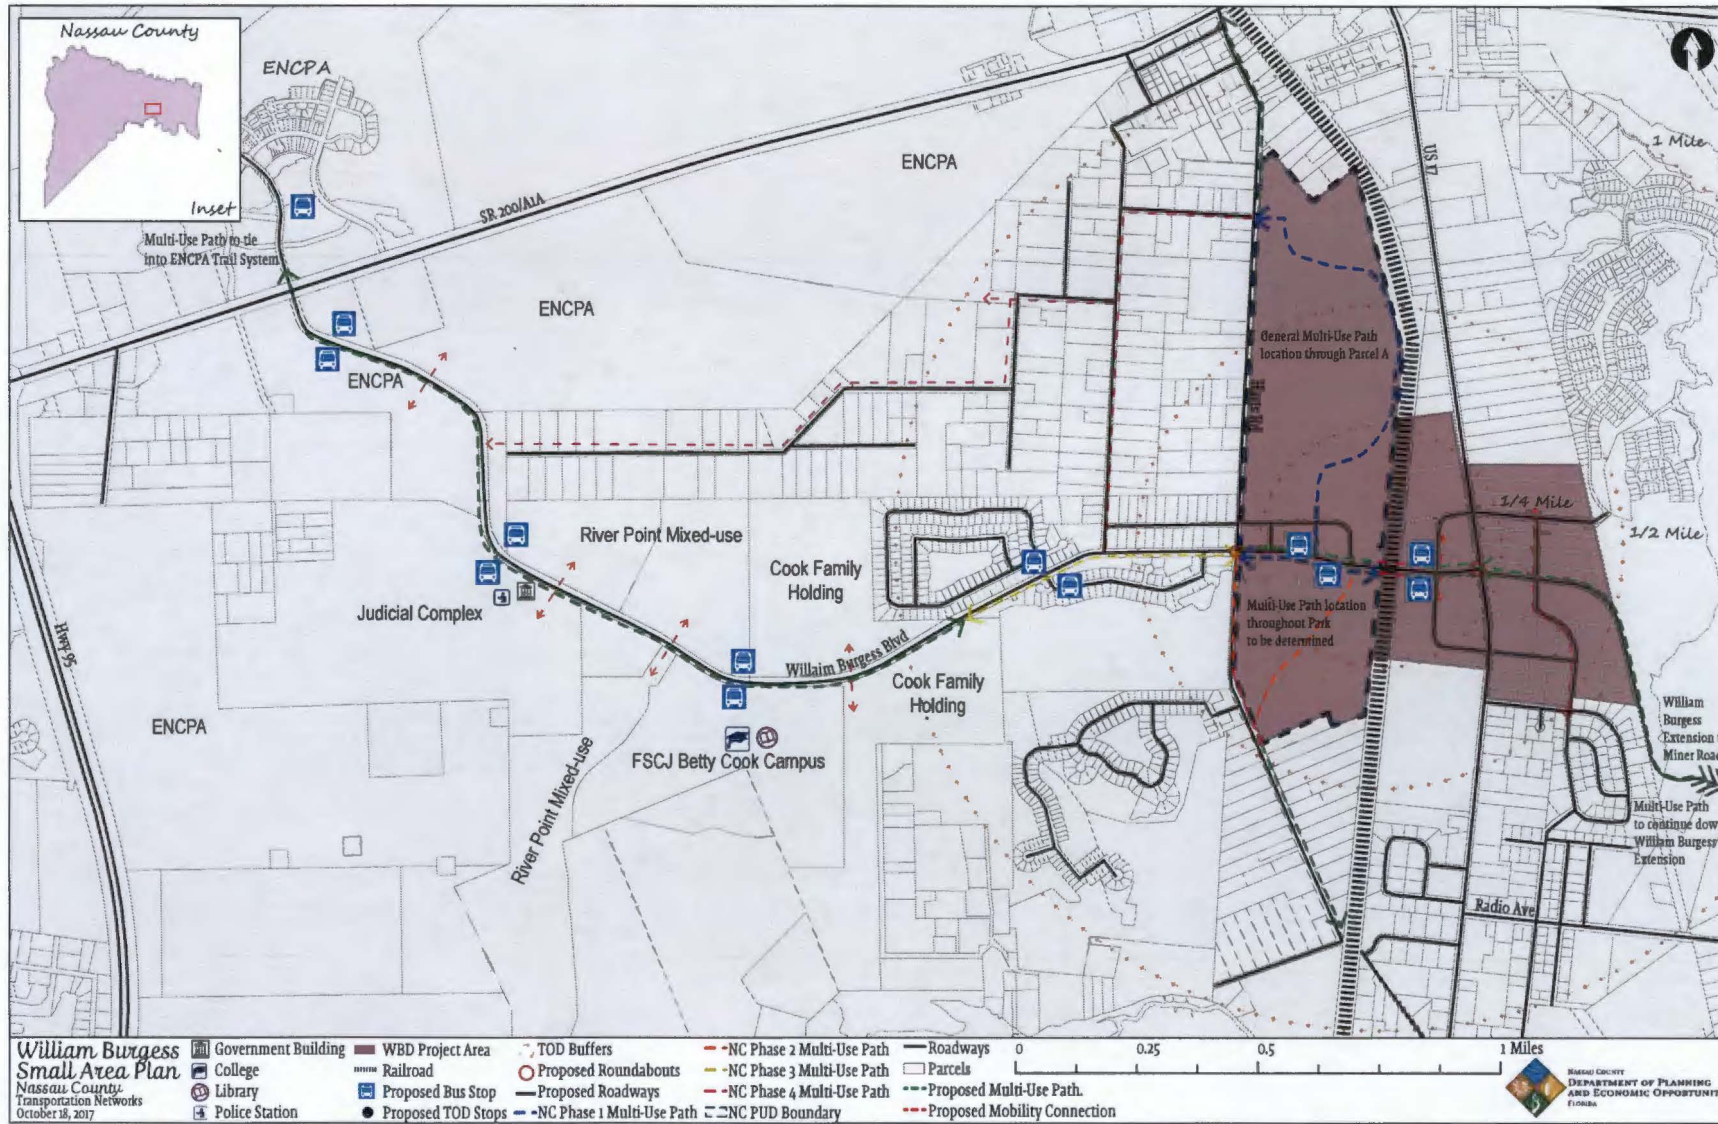 Nassau County
Inset
ENCPA
Multi-Use Path to tie
into ENCPA Trail System
SR 200/A1A
ENCPA
ENCPA
ENCPA
US 17
1 Mile
General Multi-Use Path
location through Parcel A
Harts Rd
1/4 Mile
1/2 Mile
River Point Mixed-use
Cook Family
Holding
Judicial Complex
Willaim Burgess Blvd
Cook Family
Holding
Multi-Use Path location
throughout Park
to be determined
Hwy 95
ENCPA
FSCJ Betty Cook Campus
River Point Mixed-use
William
Burgess
Extension
Miner Road
Multi-Use Path
to continue dow
William Burgess
Extension
Radio Ave
William Burgess
Small Area Plan
Nassau County
Transportation Networks
October 18, 2017
Government Building
College
Library
Police Station
WBD Project Area
Railroad
Proposed Bus Stop
Proposed TOD Stops
TOD Buffers
Proposed Roundabouts
Proposed Roadways
NC Phase 1 Multi-Use Path
NC Phase 2 Multi-Use Path
NC Phase 3 Multi-Use Path
NC Phase 4 Multi-Use Path
NC PUD Boundary
Roadways
Parcels
Proposed Multi-Use Path.
Proposed Mobility Connection
0 0.25 0.5 1 Miles
NASSAU COUNTY
DEPARTMENT OF PLANNING
AND ECONOMIC OPPORTUNIT
FLORIDA